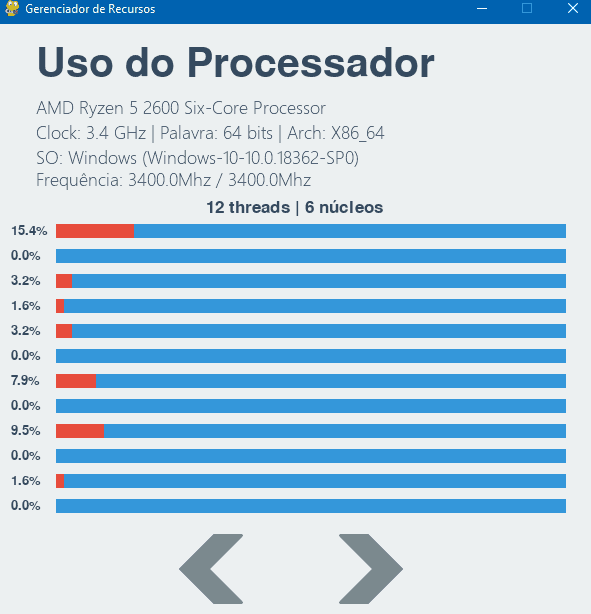 Gerenciador de Recursos
Uso do Processador
AMD Ryzen 5 2600 Six-Core Processor
Clock: 3.4 GHz | Palavra: 64 bits | Arch: X86_64
SO: Windows (Windows-10-10.0.18362-SP0)
Frequência: 3400.0Mhz / 3400.0Mhz
12 threads | 6 núcleos
15.4%
0.0%
3.2%
1.6%
3.2%
0.0%
7.9%
0.0%
9.5%
0.0%
1.6%
0.0%